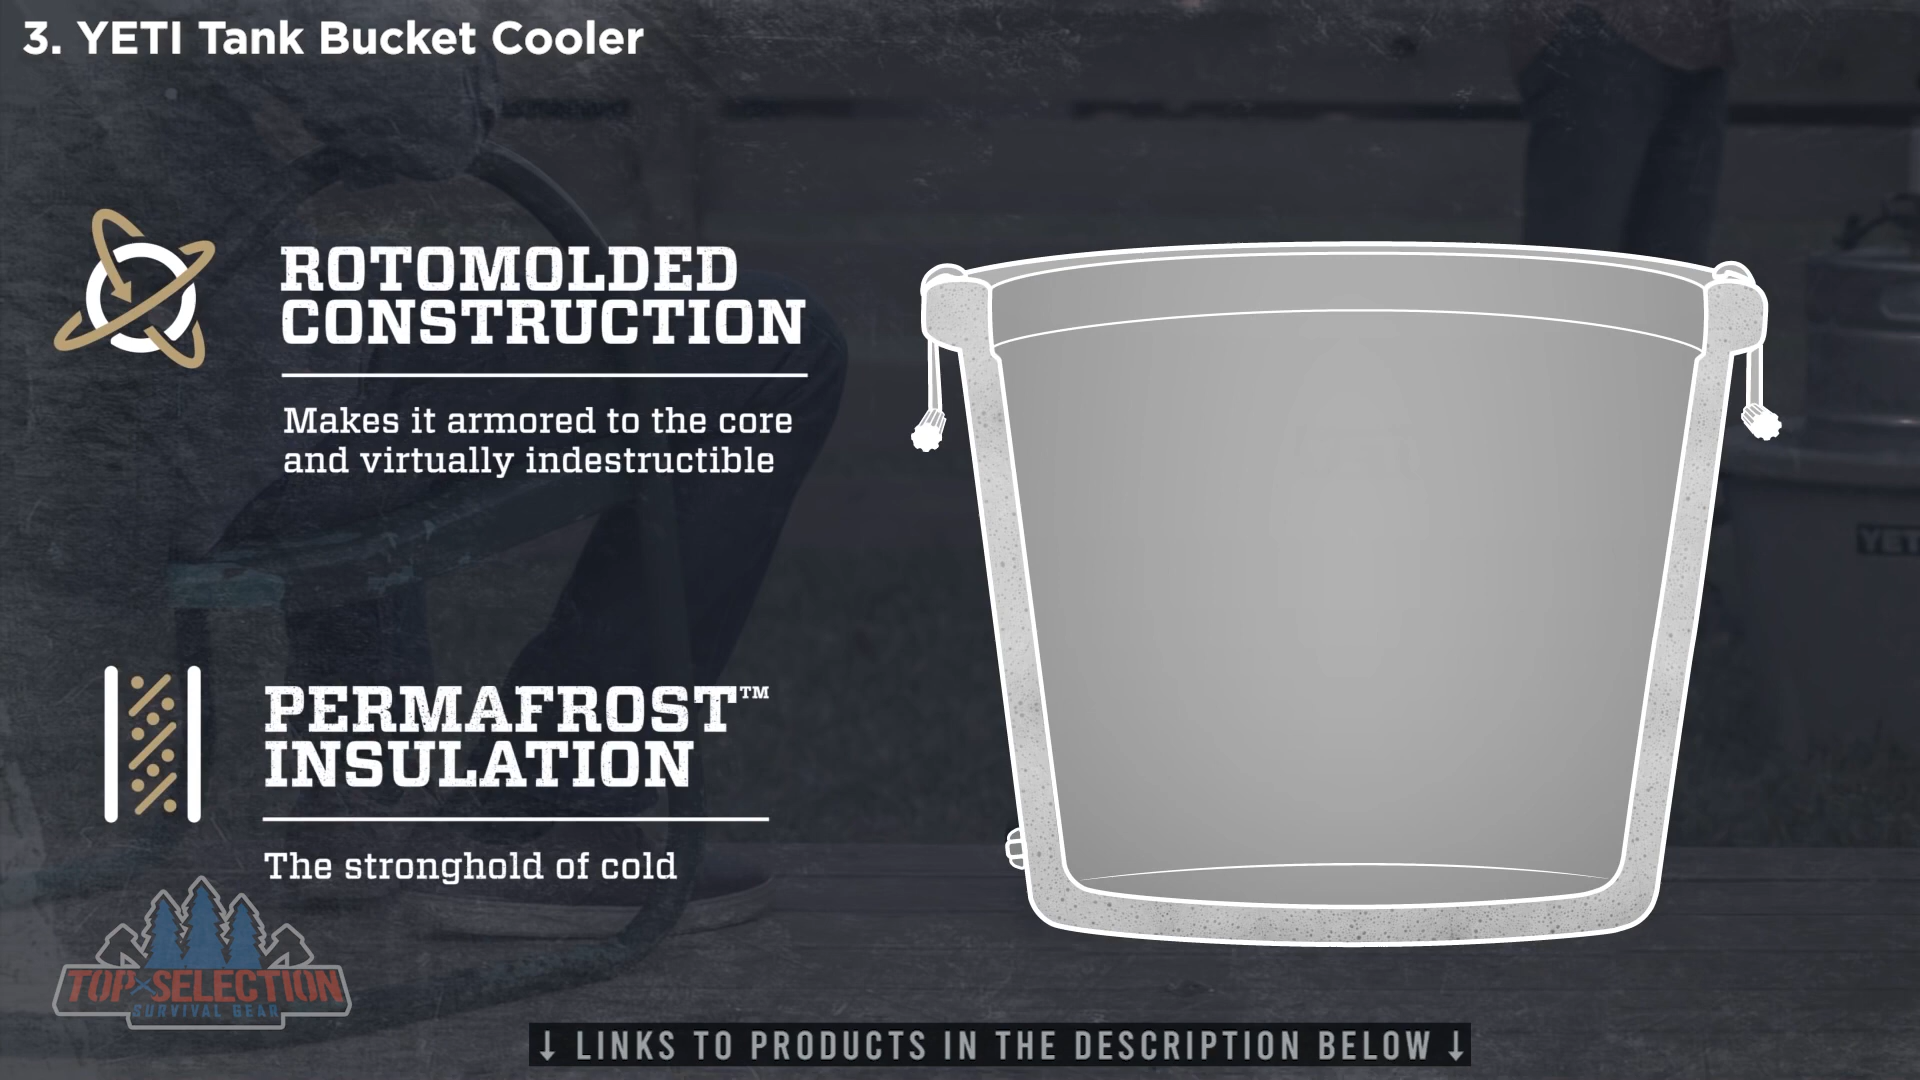 3. YETI Tank Bucket Cooler
ROTOMOLDED
CONSTRUCTION
Makes it armored to the core
and virtually indestructible
PERMAFROST™
INSULATION
The stronghold of cold
YETI
TOP SELECTION
SURVIVAL GEAR
↓ LINKS TO PRODUCTS IN THE DESCRIPTION BELOW ↓